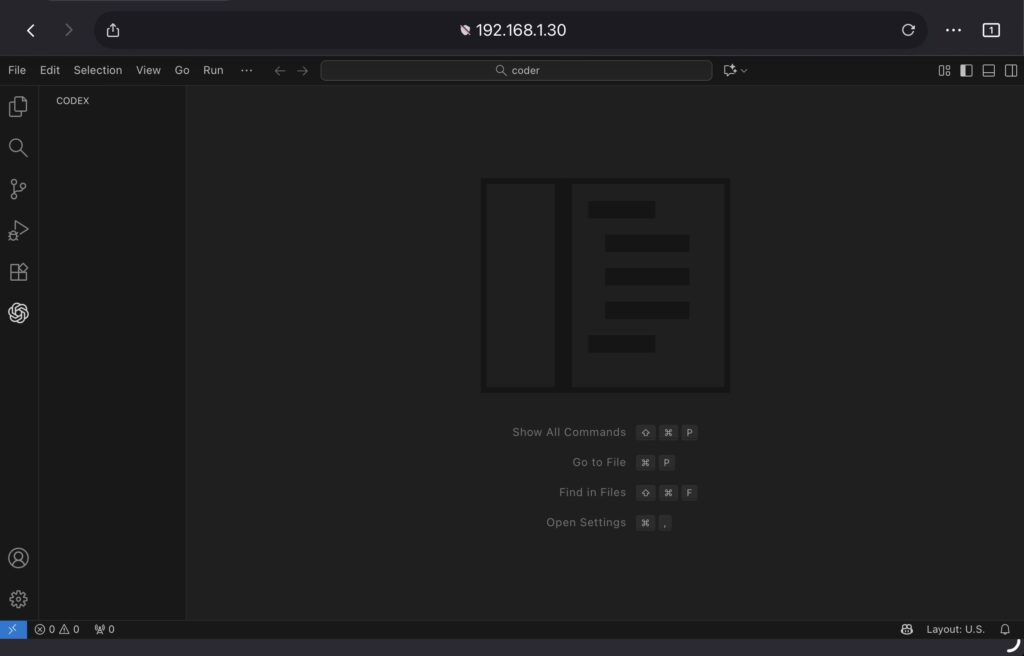 192.168.1.30
1
File Edit Selection View Go Run
coder
CODEX
Show All Commands ⇧ ⌘ P
Go to File ⌘ P
Find in Files ⇧ ⌘ F
Open Settings ⌘ ,
0 0 0
Layout: U.S.